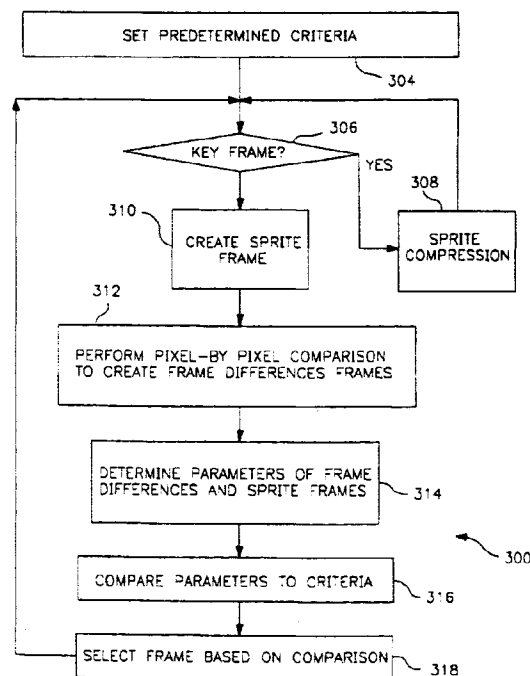 SET PREDETERMINED CRITERIA
304
306
KEY FRAME?
YES
308
310
CREATE SPRITE
FRAME
SPRITE
COMPRESSION
312
PERFORM PIXEL-BY PIXEL COMPARISON
TO CREATE FRAME DIFFERENCES FRAMES
DETERMINE PARAMETERS OF FRAME
DIFFERENCES AND SPRITE FRAMES
314
300
COMPARE PARAMETERS TO CRITERIA
316
SELECT FRAME BASED ON COMPARISON
318